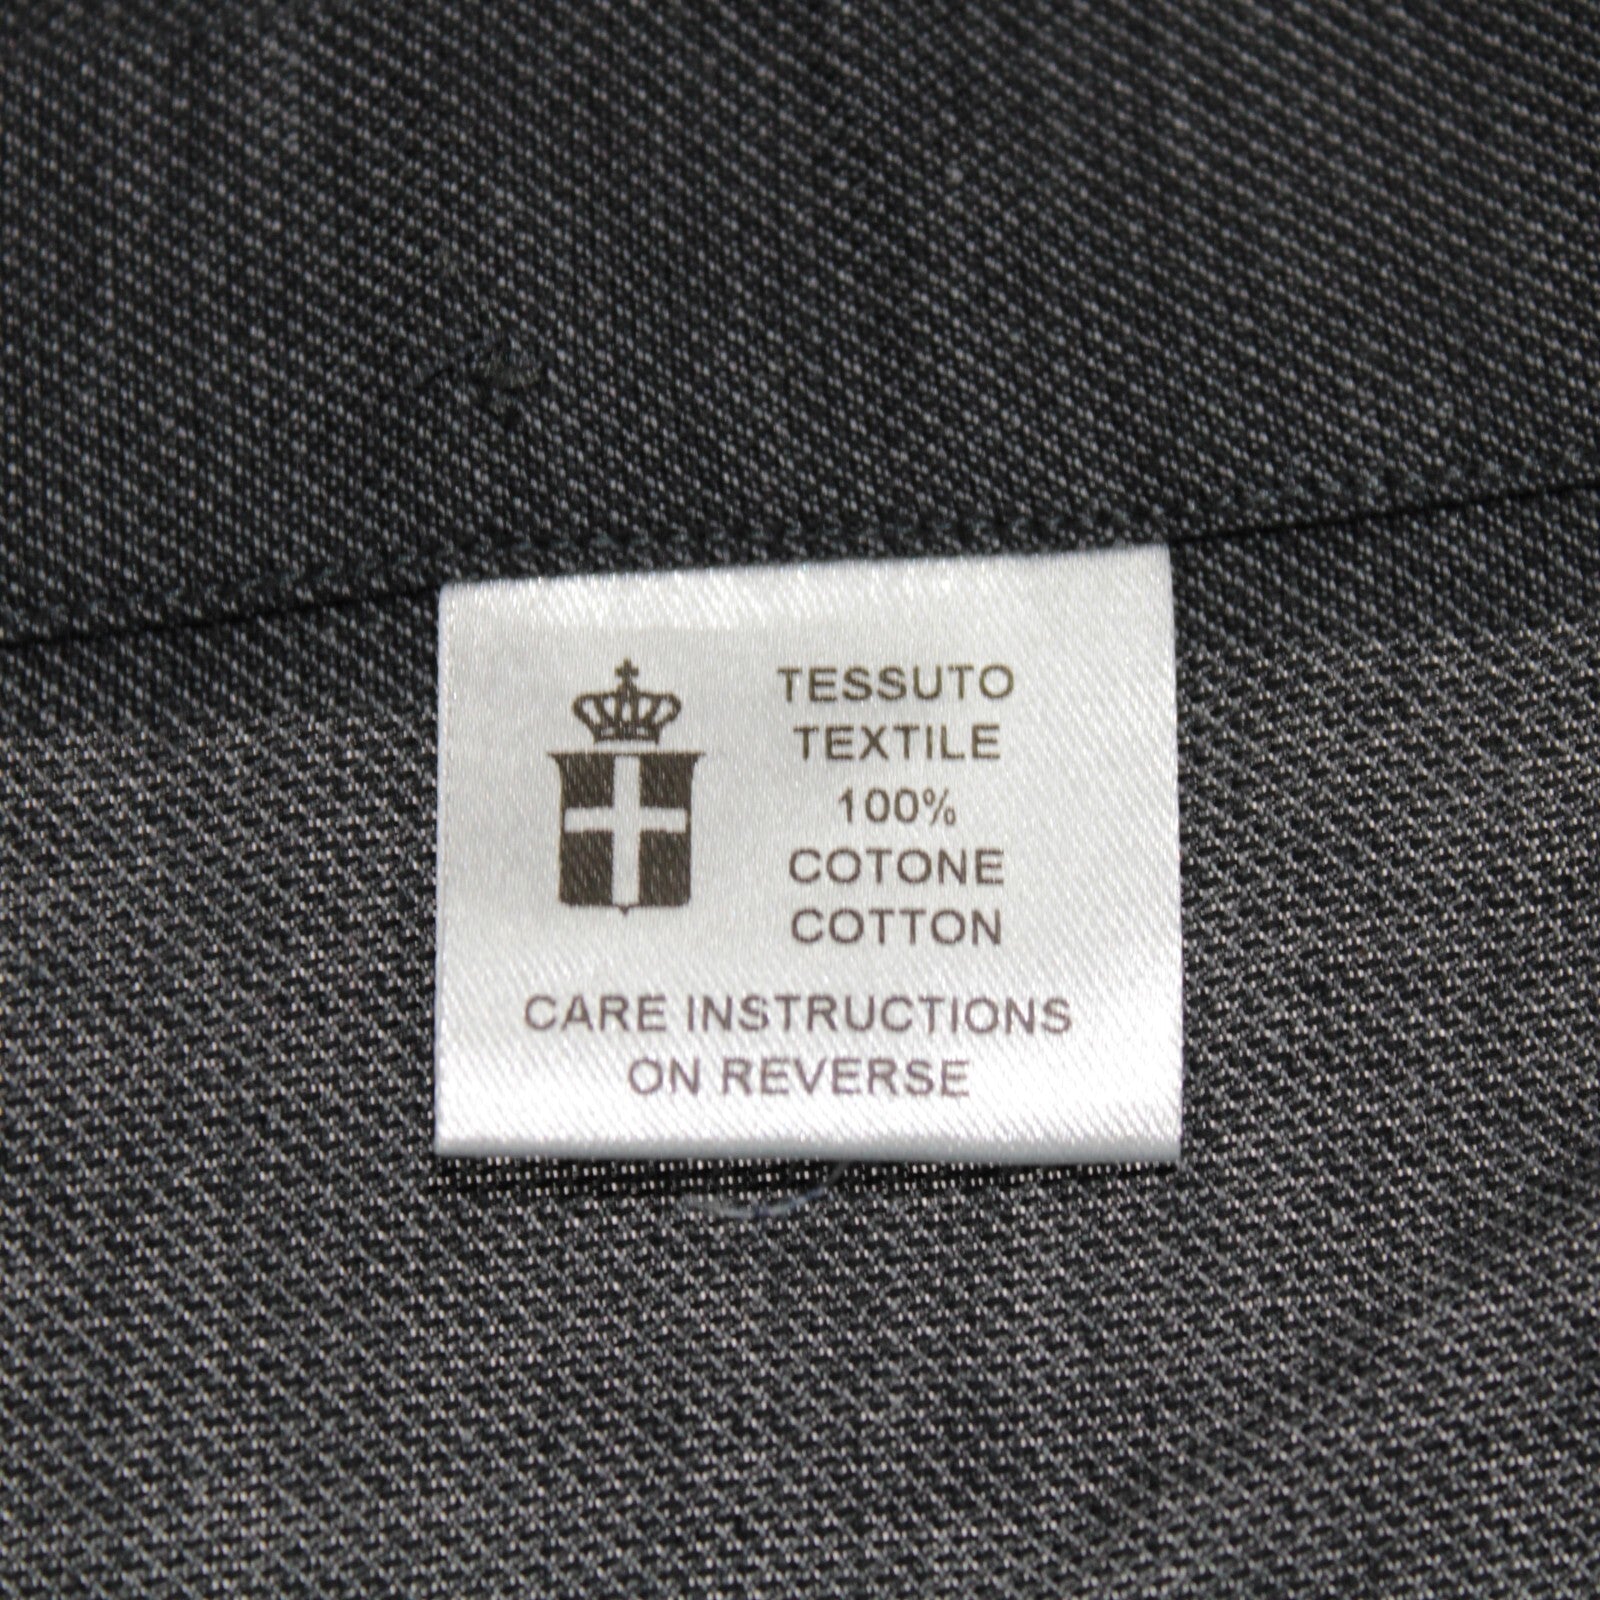 TESSUTO
TEXTILE
100%
COTONE
COTTON
CARE INSTRUCTIONS
ON REVERSE